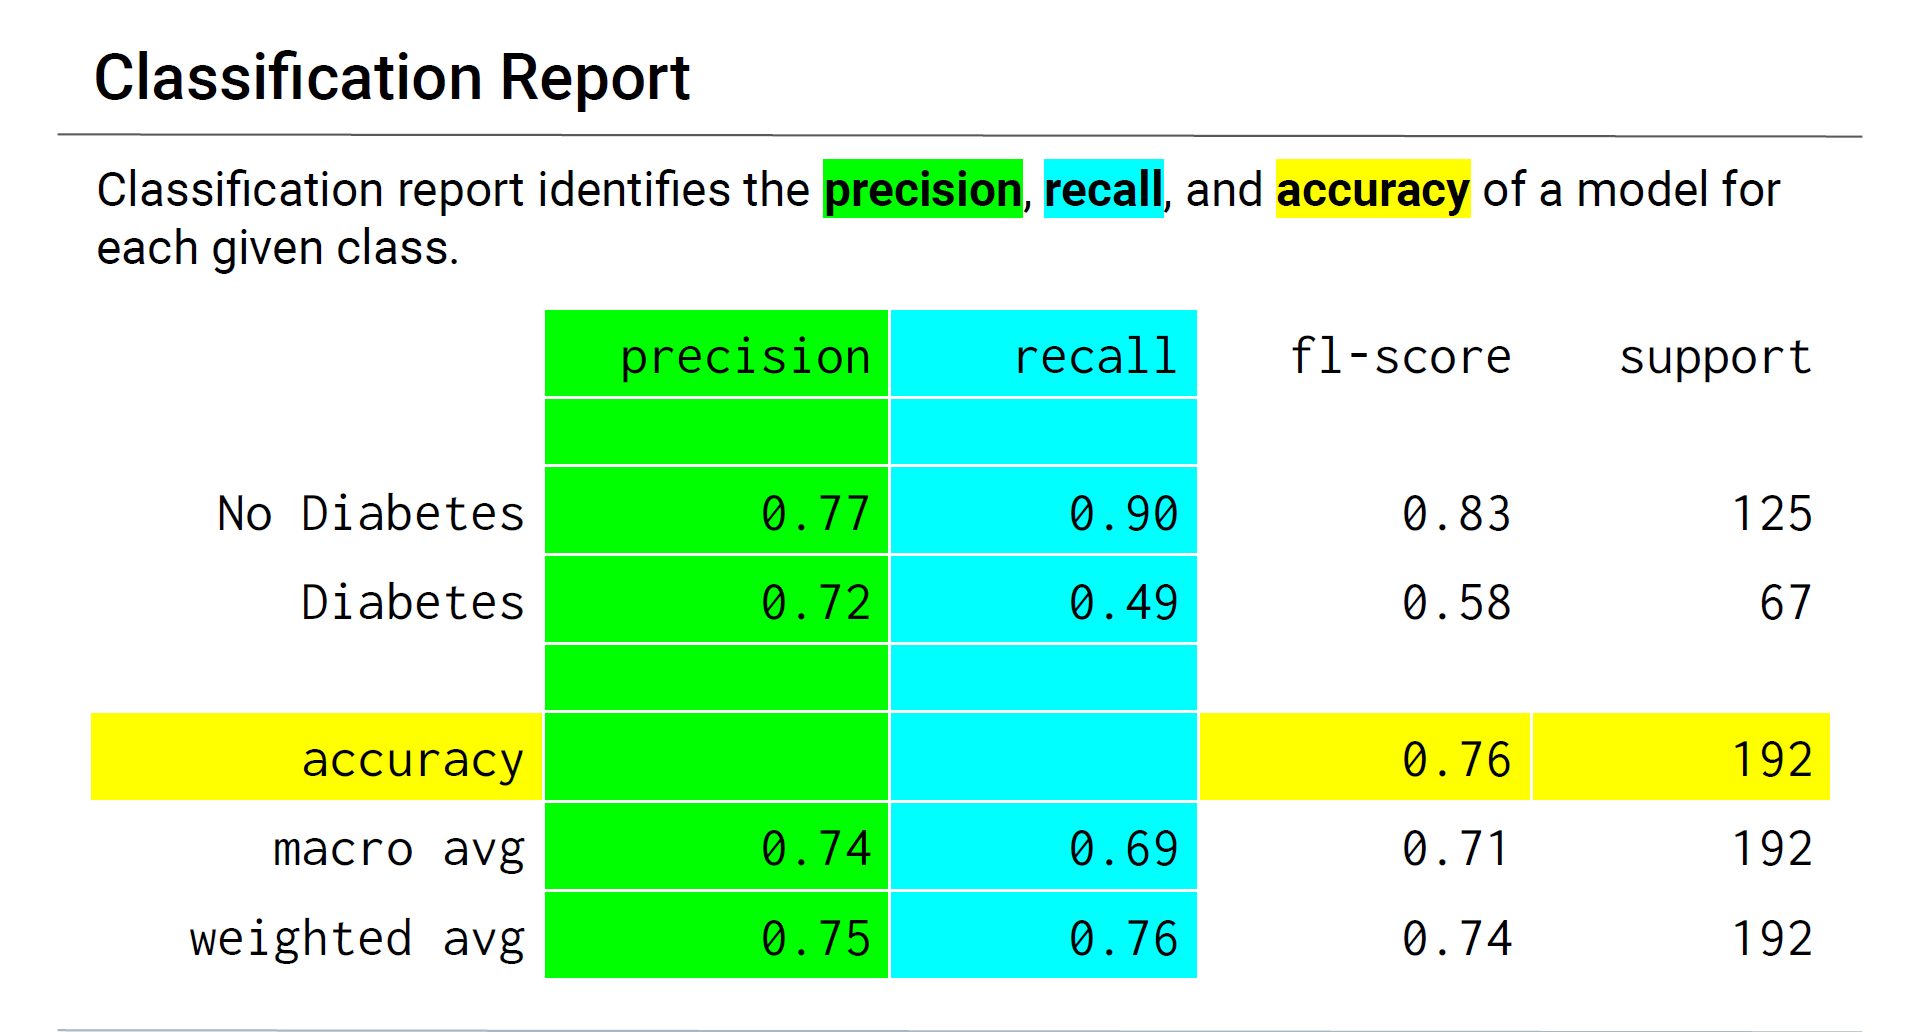 Classification Report
Classification report identifies the precision, recall, and accuracy of a model for
each given class.
precision recall fl-score support
No Diabetes 0.77 0.90 0.83 125
Diabetes 0.72 0.49 0.58 67
accuracy 0.76 192
macro avg 0.74 0.69 0.71 192
weighted avg 0.75 0.76 0.74 192